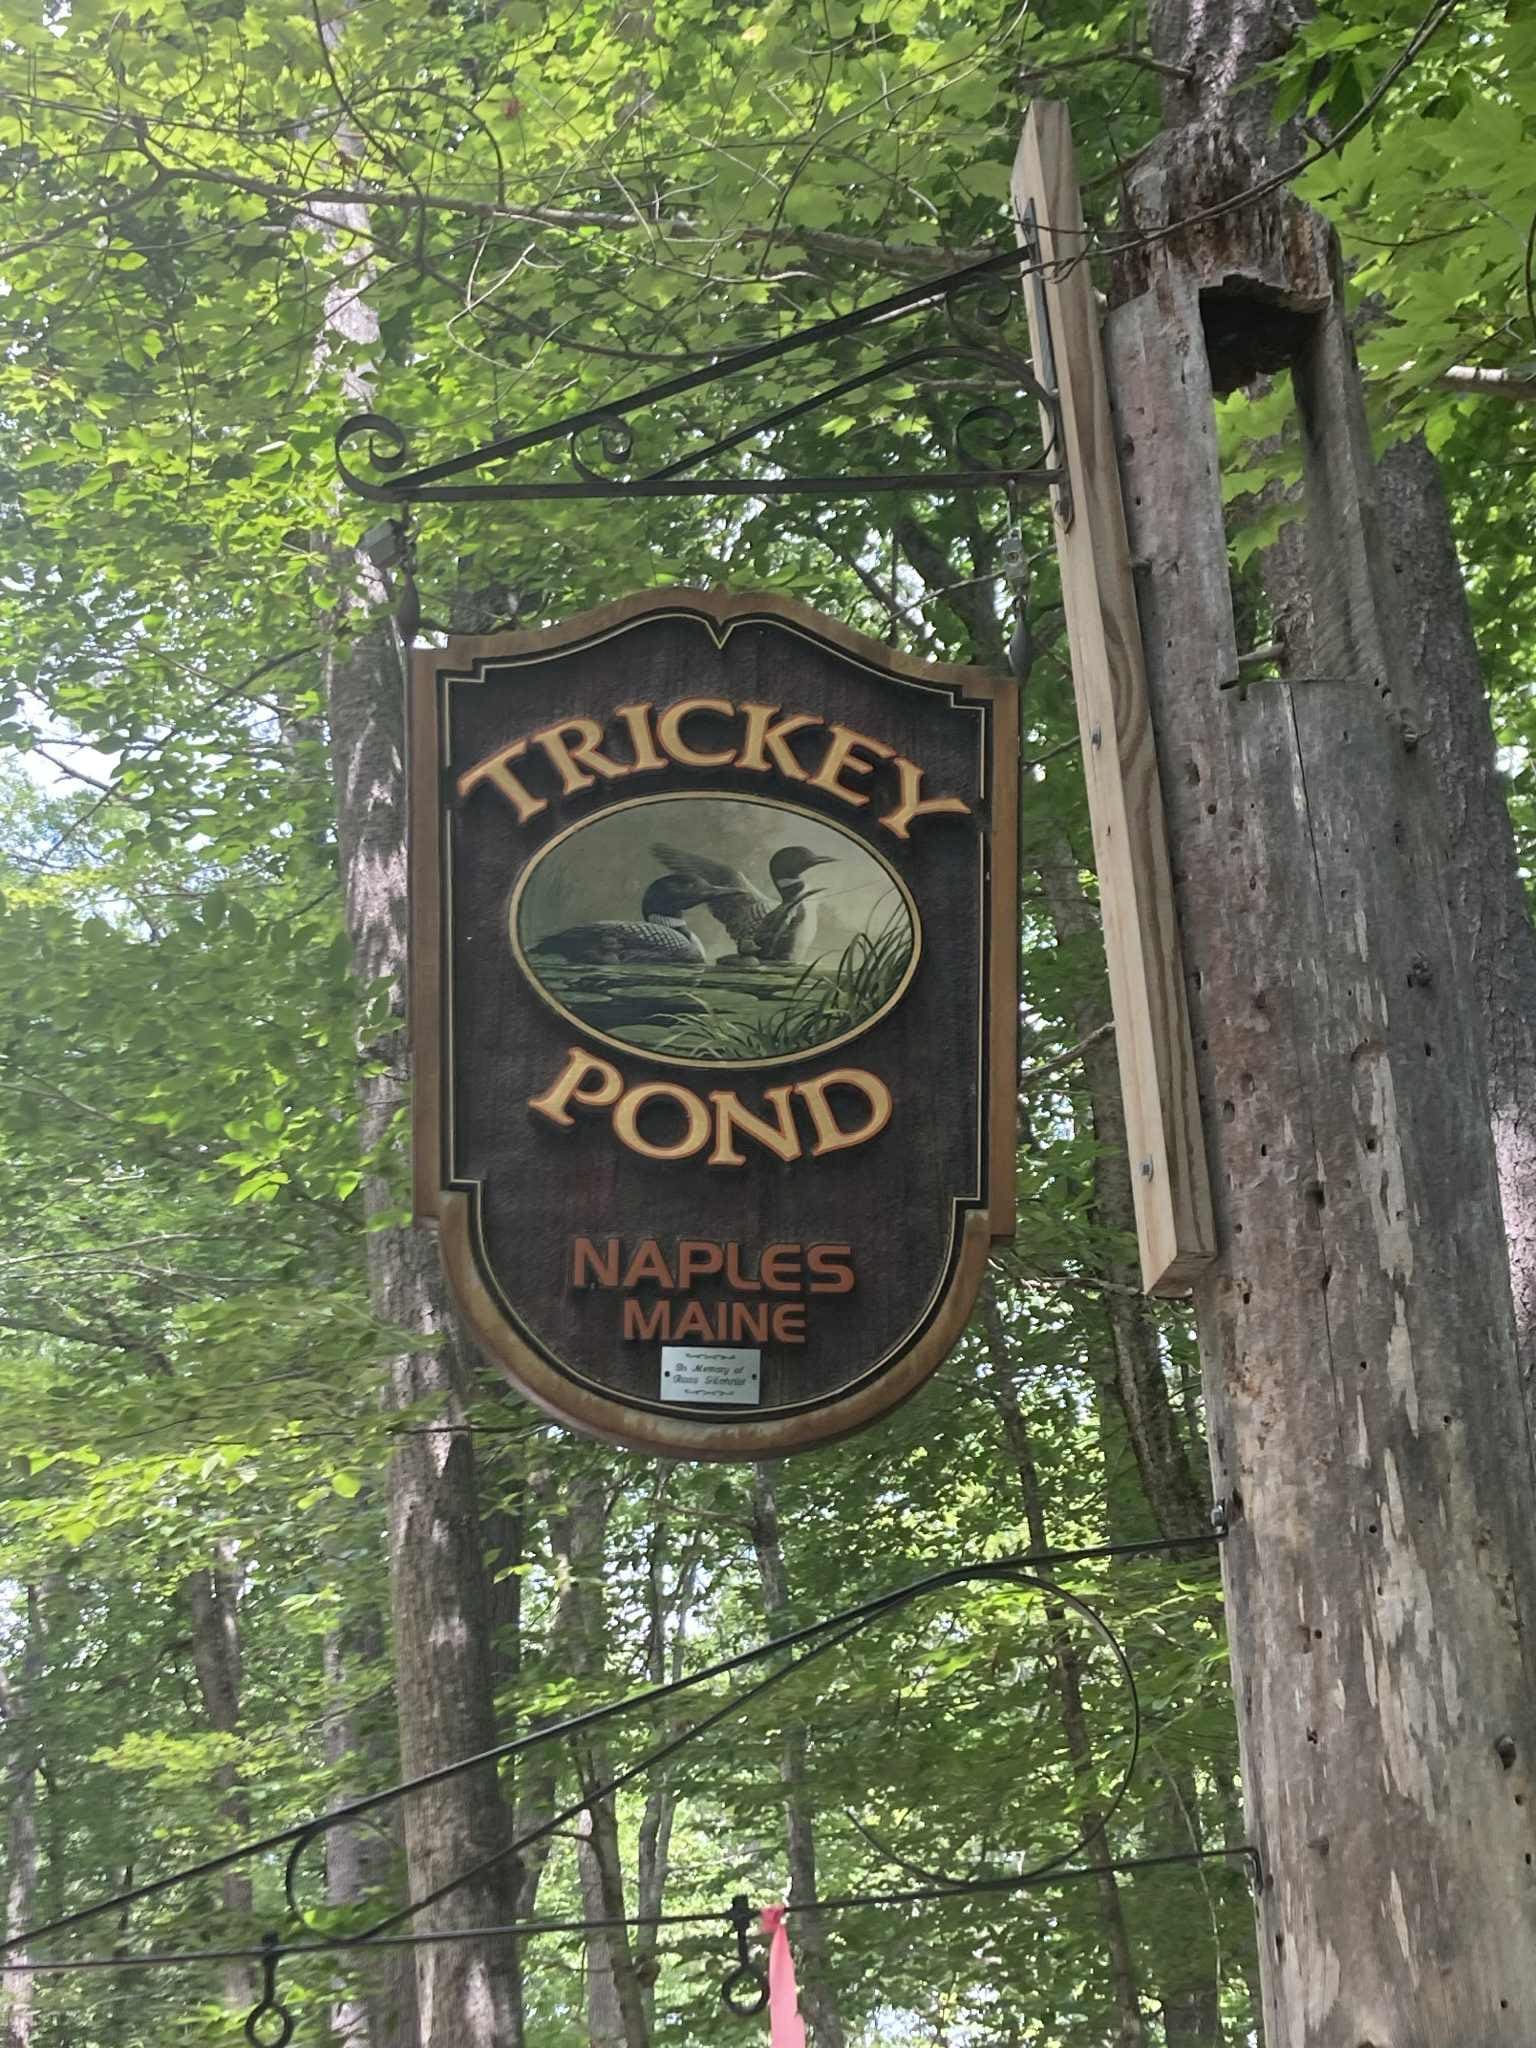 TRICKEY
POND
NAPLES
MAINE
In Memory of